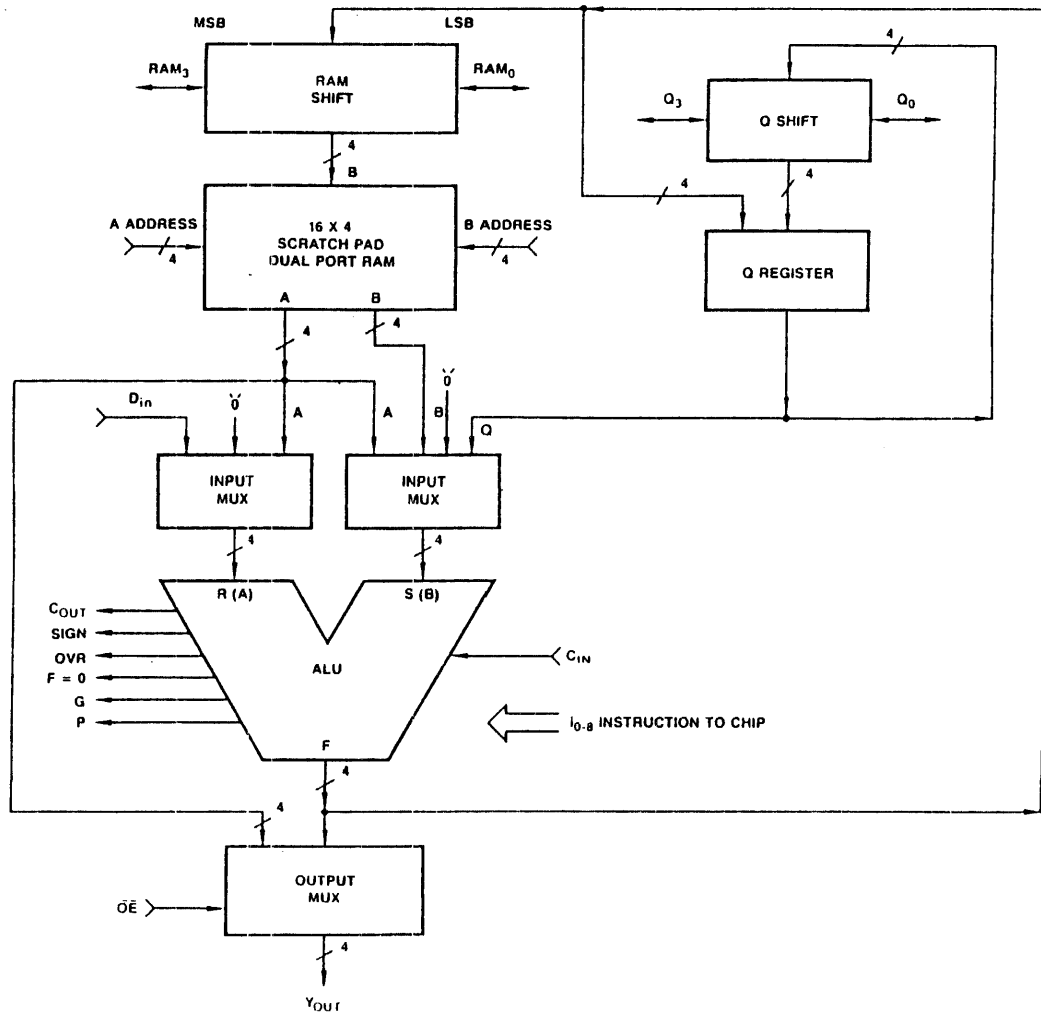 MSB
LSB
RAM₃
RAM
SHIFT
RAM₀
4
Q₃
Q SHIFT
Q₀
4
B
4
4
A ADDRESS
4
16 X 4
SCRATCH PAD
DUAL PORT RAM
B ADDRESS
4
A
B
Q REGISTER
4
4
Din
'0'
A
A
B
'0'
Q
INPUT
MUX
INPUT
MUX
4
4
R (A)
S (B)
COUT
SIGN
OVR
F = 0
G
P
ALU
CIN
I0-8 INSTRUCTION TO CHIP
F
4
4
OUTPUT
MUX
O̅E̅
4
YOUT